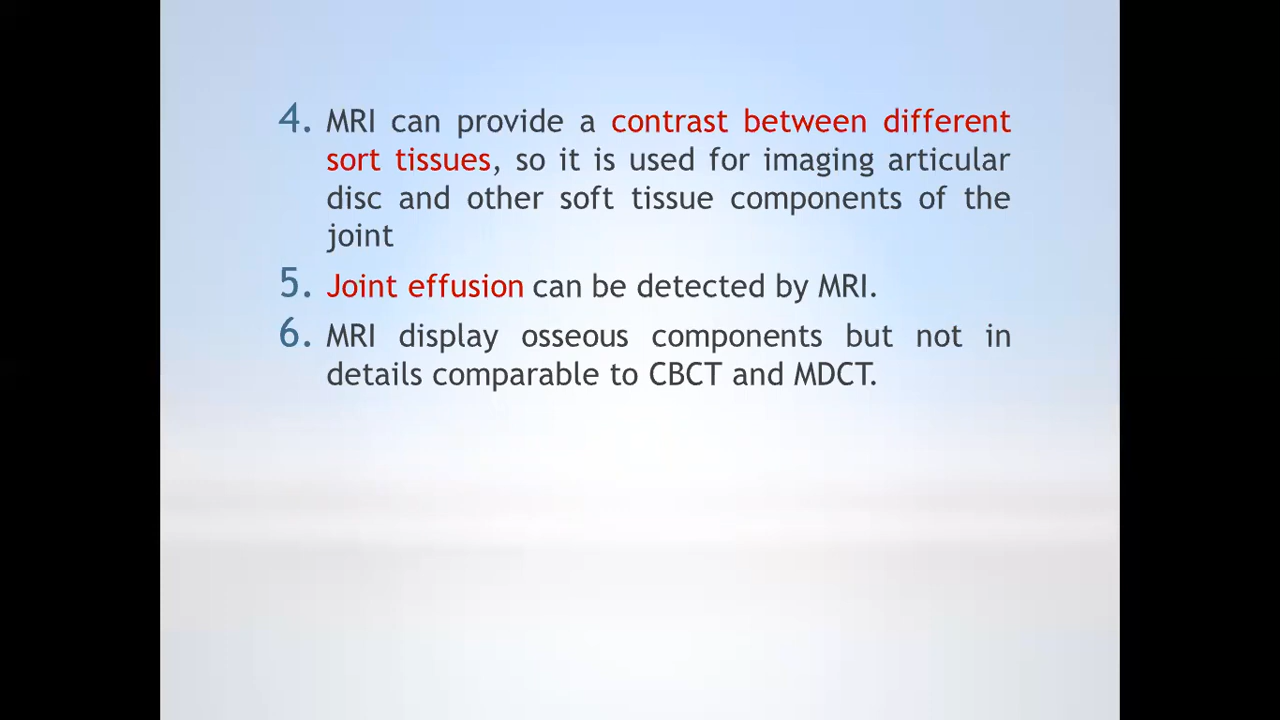 4. MRI can provide a contrast between different
sort tissues, so it is used for imaging articular
disc and other soft tissue components of the
joint
5. Joint effusion can be detected by MRI.
6. MRI display osseous components but not in
details comparable to CBCT and MDCT.